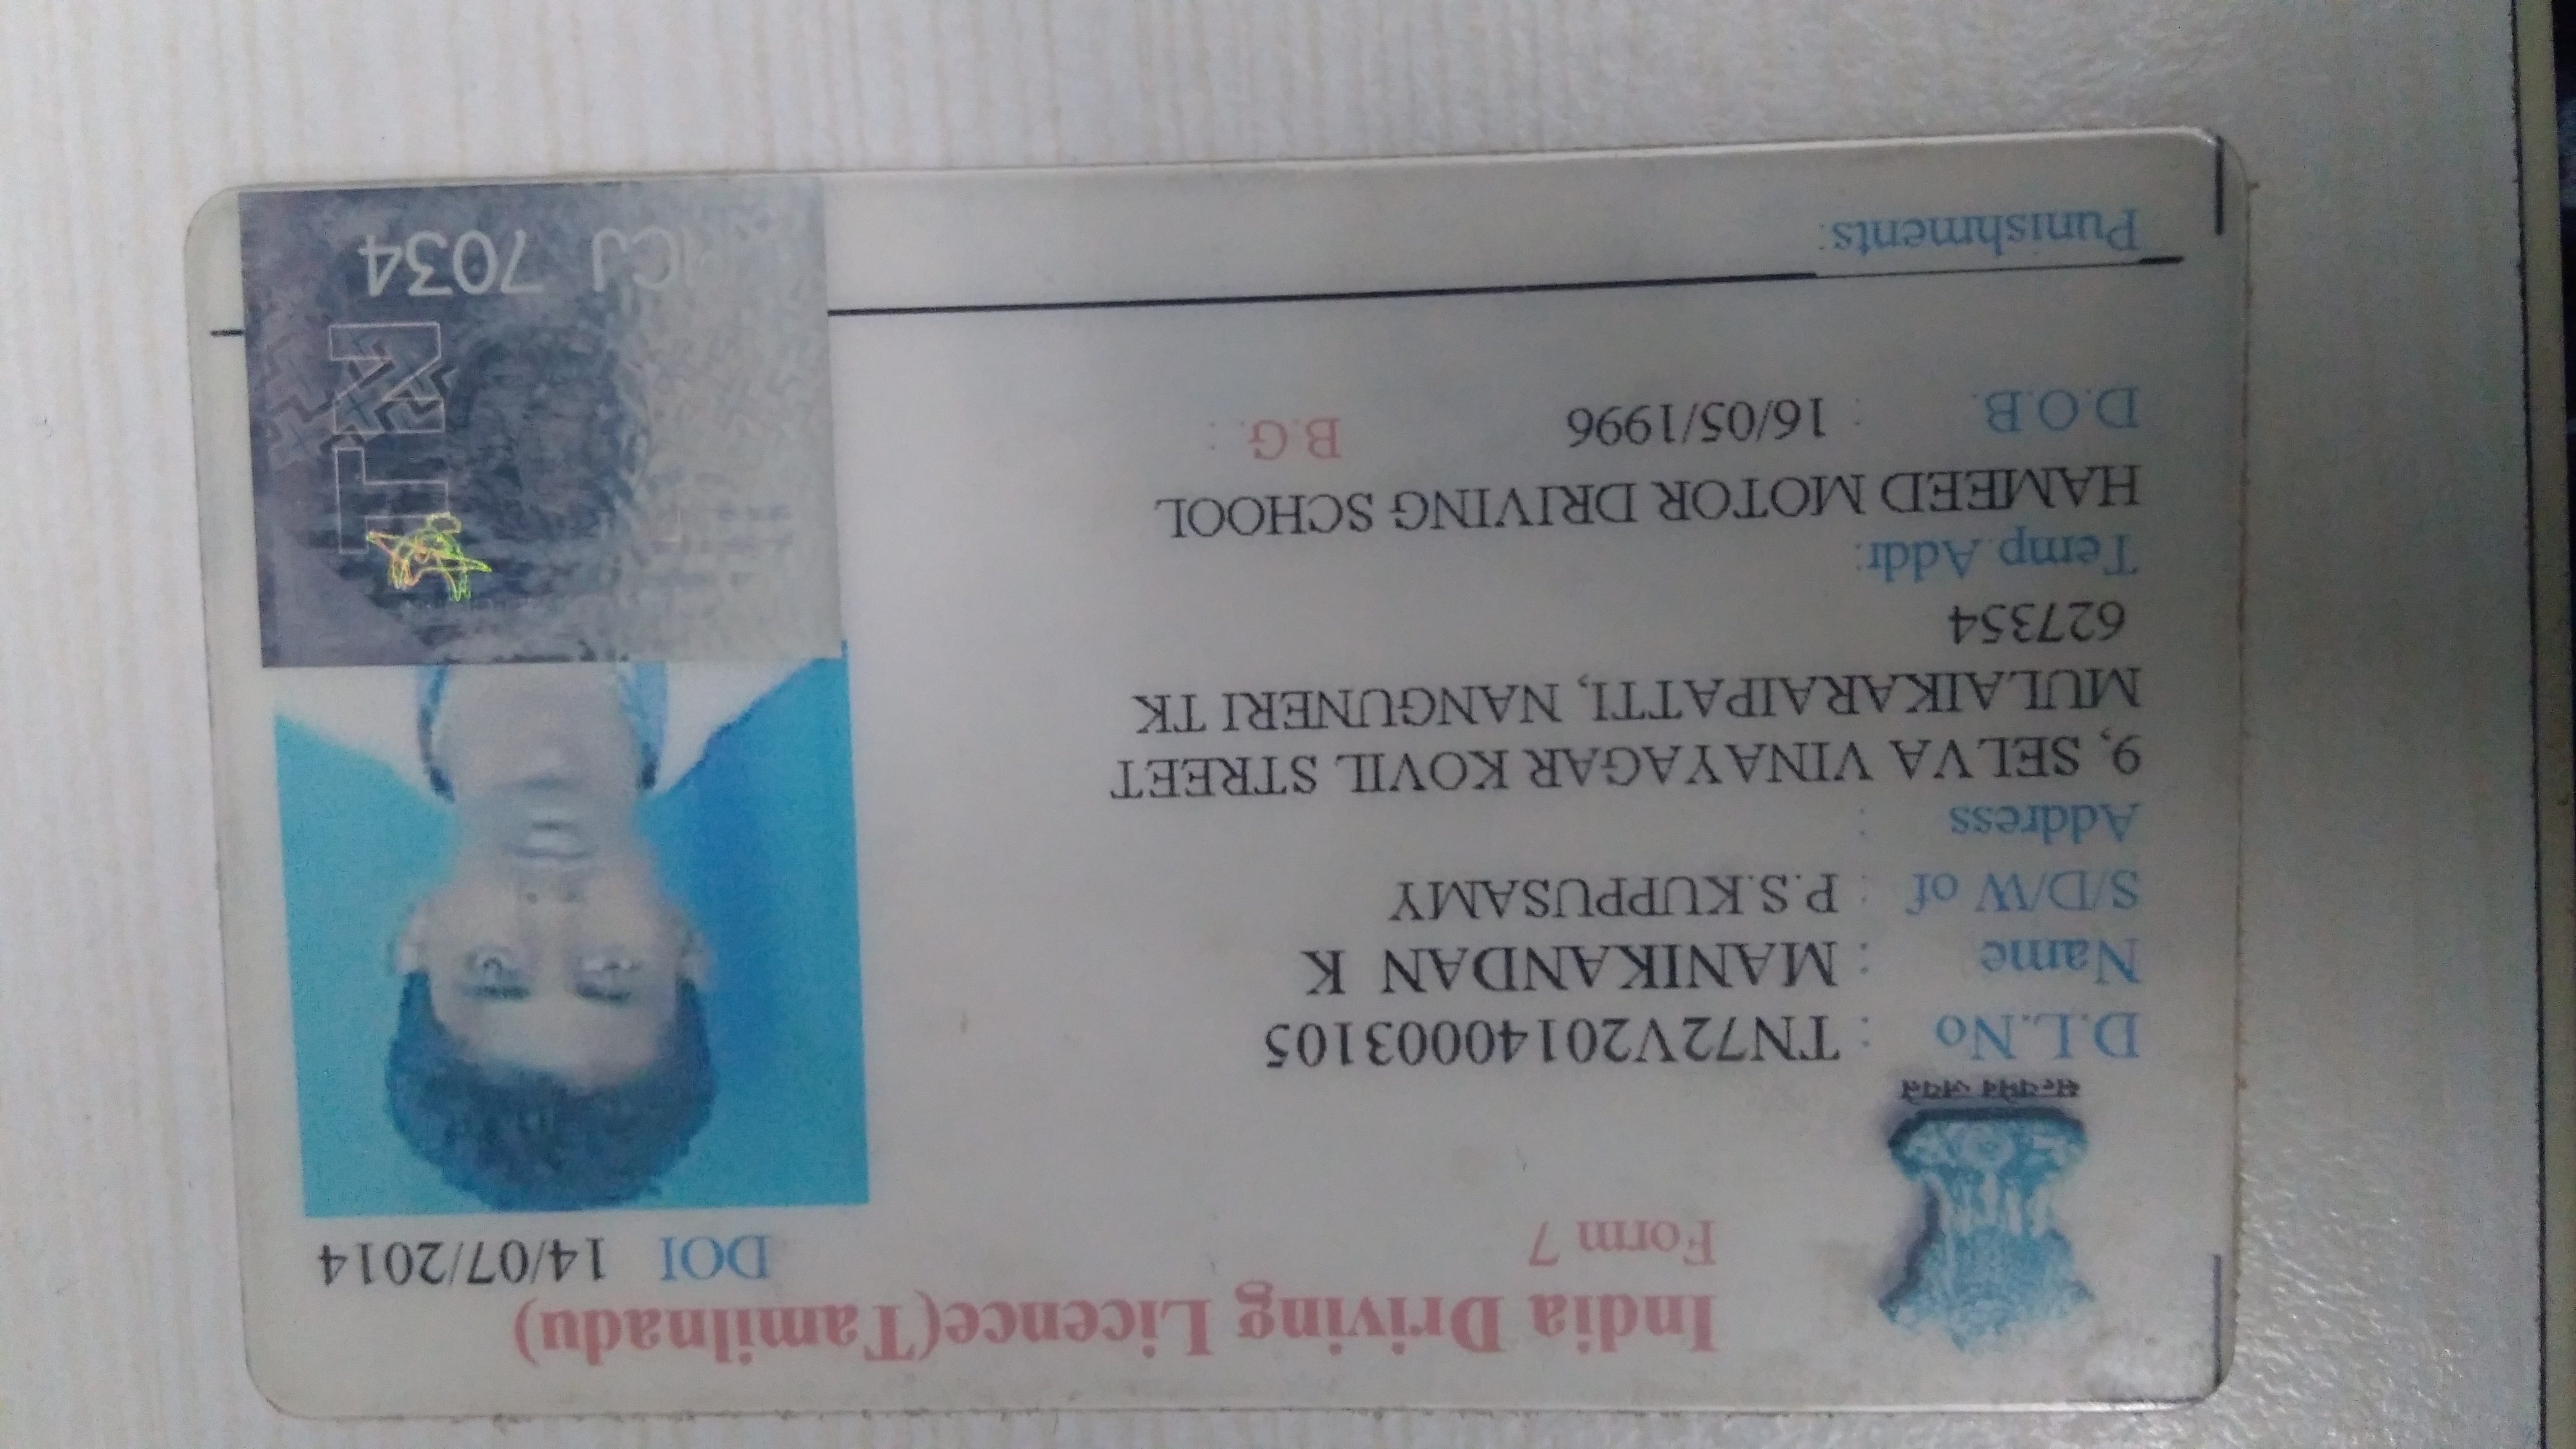 India Driving Licence(Tamilnadu)
Form 7
DOI 14/07/2014
सत्यमेव जयते
D.L.No : TN72V20140003105
Name : MANIKANDAN K
S/D/W of : P.S.KUPPUSAMY
Address :
9, SELVA VINAYAGAR KOVIL STREET
MULAIKARAIPATTI, NANGUNERI TK
627354
Temp.Addr:
HAMEED MOTOR DRIVING SCHOOL
D.O.B. : 16/05/1996 B.G. :
Punishments:
TN
7034